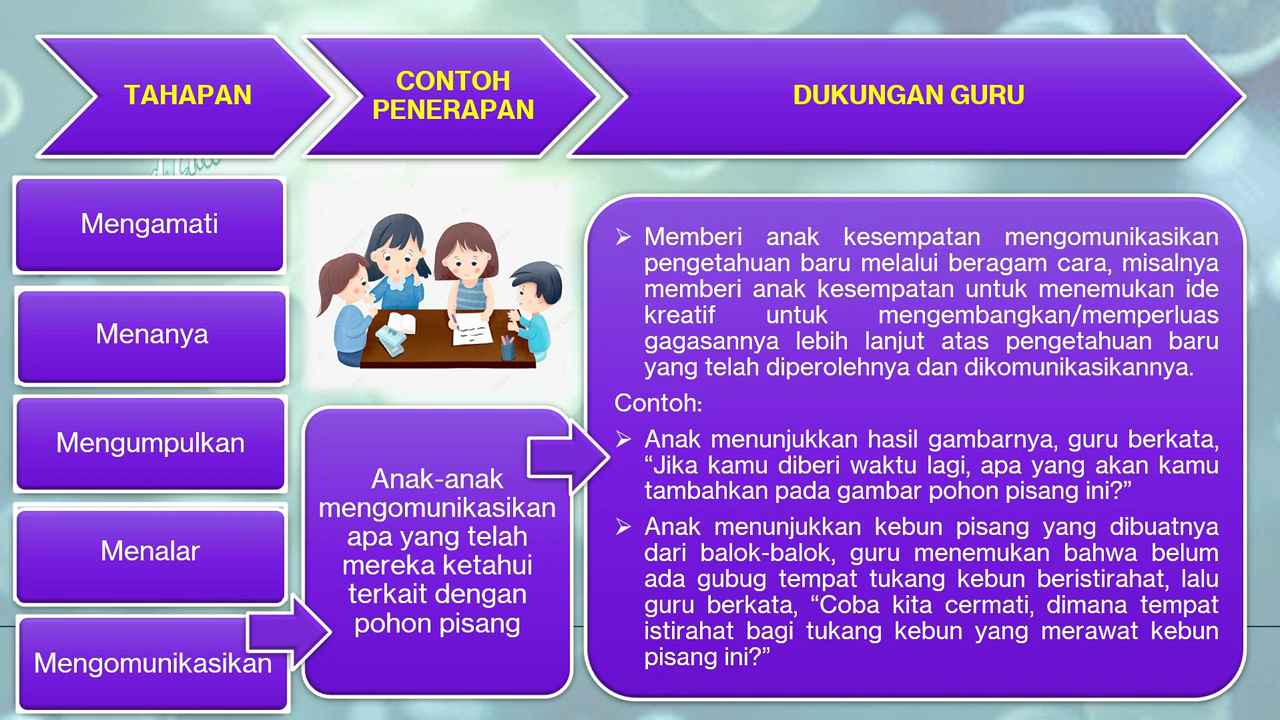 TAHAPAN
CONTOH
PENERAPAN
DUKUNGAN GURU
Mengamati
Menanya
Mengumpulkan
Menalar
Mengomunikasikan
Anak-anak
mengomunikasikan
apa yang telah
mereka ketahui
terkait dengan
pohon pisang
➢ Memberi anak kesempatan mengomunikasikan
pengetahuan baru melalui beragam cara, misalnya
memberi anak kesempatan untuk menemukan ide
kreatif untuk mengembangkan/memperluas
gagasannya lebih lanjut atas pengetahuan baru
yang telah diperolehnya dan dikomunikasikannya.
Contoh:
➢ Anak menunjukkan hasil gambarnya, guru berkata,
“Jika kamu diberi waktu lagi, apa yang akan kamu
tambahkan pada gambar pohon pisang ini?”
➢ Anak menunjukkan kebun pisang yang dibuatnya
dari balok-balok, guru menemukan bahwa belum
ada gubug tempat tukang kebun beristirahat, lalu
guru berkata, “Coba kita cermati, dimana tempat
istirahat bagi tukang kebun yang merawat kebun
pisang ini?”